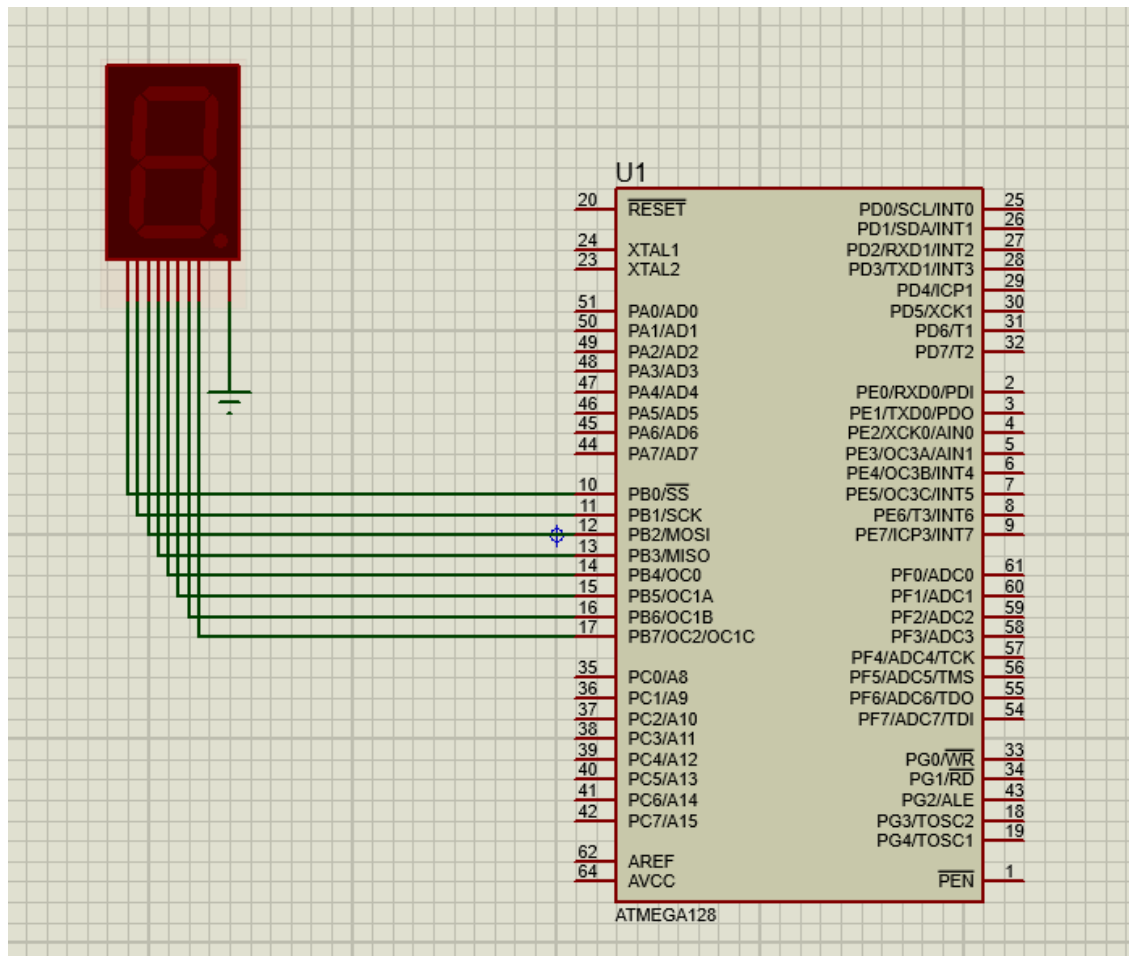 U1
20 RESET
24 XTAL1
23 XTAL2
51 PA0/AD0
50 PA1/AD1
49 PA2/AD2
48 PA3/AD3
47 PA4/AD4
46 PA5/AD5
45 PA6/AD6
44 PA7/AD7
10 PB0/SS
11 PB1/SCK
12 PB2/MOSI
13 PB3/MISO
14 PB4/OC0
15 PB5/OC1A
16 PB6/OC1B
17 PB7/OC2/OC1C
35 PC0/A8
36 PC1/A9
37 PC2/A10
38 PC3/A11
39 PC4/A12
40 PC5/A13
41 PC6/A14
42 PC7/A15
62 AREF
64 AVCC
PD0/SCL/INT0 25
PD1/SDA/INT1 26
PD2/RXD1/INT2 27
PD3/TXD1/INT3 28
PD4/ICP1 29
PD5/XCK1 30
PD6/T1 31
PD7/T2 32
PE0/RXD0/PDI 2
PE1/TXD0/PDO 3
PE2/XCK0/AIN0 4
PE3/OC3A/AIN1 5
PE4/OC3B/INT4 6
PE5/OC3C/INT5 7
PE6/T3/INT6 8
PE7/ICP3/INT7 9
PF0/ADC0 61
PF1/ADC1 60
PF2/ADC2 59
PF3/ADC3 58
PF4/ADC4/TCK 57
PF5/ADC5/TMS 56
PF6/ADC6/TDO 55
PF7/ADC7/TDI 54
PG0/WR 33
PG1/RD 34
PG2/ALE 43
PG3/TOSC2 18
PG4/TOSC1 19
PEN 1
ATMEGA128